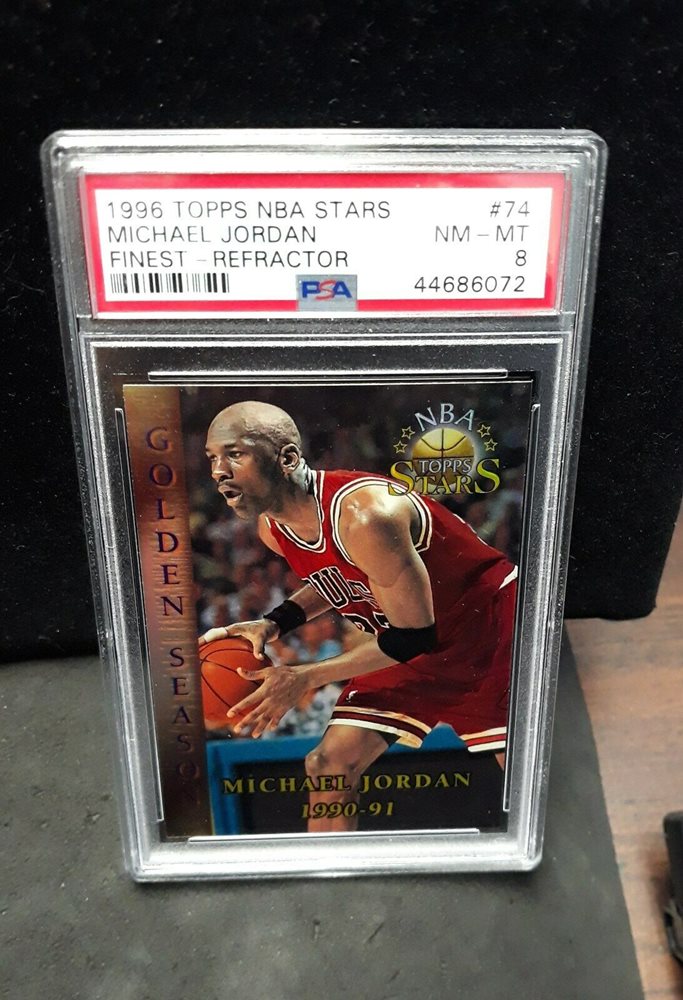 1996 TOPPS NBA STARS #74
MICHAEL JORDAN NM - MT
FINEST - REFRACTOR 8
PSA 44686072
NBA
TOPPS
STARS
GOLDEN SEASO
BULL
MICHAEL JORDAN
1990-91